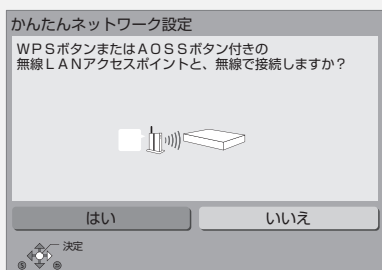 かんたんネットワーク設定
WPSボタンまたはAOSSボタン付きの
無線LANアクセスポイントと、無線で接続しますか?
はい
いいえ
決定
S